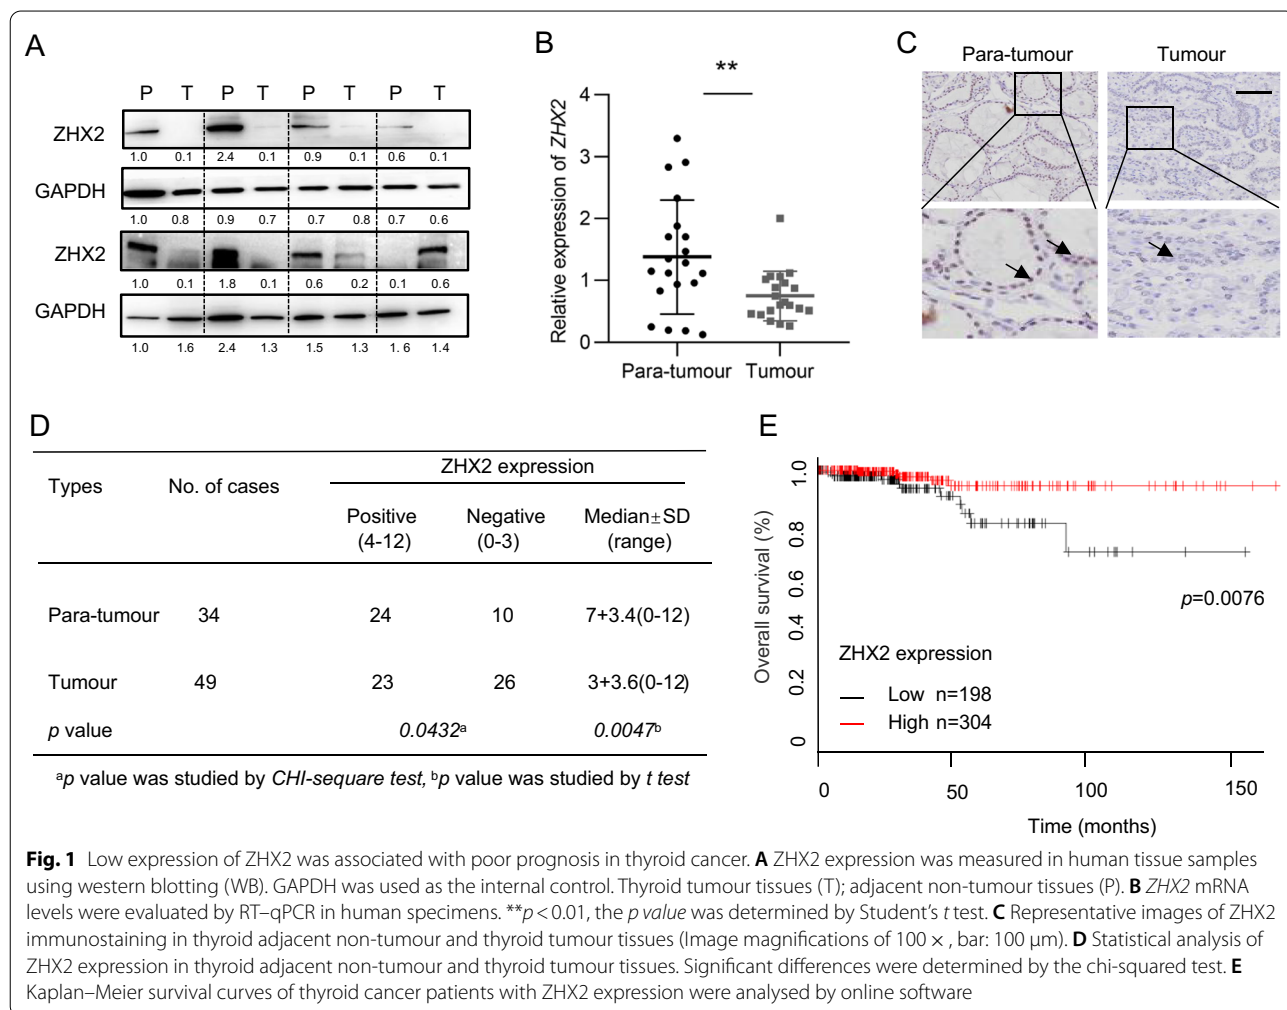 A
P T P T P T P T
ZHX2
1.0 0.1 2.4 0.1 0.9 0.1 0.6 0.1
GAPDH
1.0 0.8 0.9 0.7 0.7 0.8 0.7 0.6
ZHX2
1.0 0.1 1.8 0.1 0.6 0.2 0.1 0.6
GAPDH
1.0 1.6 2.4 1.3 1.5 1.3 1. 6 1.4
B
**
Relative expression of ZHX2
4
3
2
1
0
Para-tumour Tumour
C
Para-tumour Tumour
D
ZHX2 expression
Types No. of cases
Positive Negative Median±SD
(4-12) (0-3) (range)
Para-tumour 34 24 10 7+3.4(0-12)
Tumour 49 23 26 3+3.6(0-12)
p value 0.0432ᵃ 0.0047ᵇ
ᵃp value was studied by CHI-sequare test, ᵇp value was studied by t test
E
Overall survival (%)
1.0
0.8
0.6
0.4
0.2
0
p=0.0076
ZHX2 expression
Low n=198
High n=304
0 50 100 150
Time (months)
Fig. 1 Low expression of ZHX2 was associated with poor prognosis in thyroid cancer. A ZHX2 expression was measured in human tissue samples
using western blotting (WB). GAPDH was used as the internal control. Thyroid tumour tissues (T); adjacent non-tumour tissues (P). B ZHX2 mRNA
levels were evaluated by RT–qPCR in human specimens. **p < 0.01, the p value was determined by Student's t test. C Representative images of ZHX2
immunostaining in thyroid adjacent non-tumour and thyroid tumour tissues (Image magnifications of 100 × , bar: 100 μm). D Statistical analysis of
ZHX2 expression in thyroid adjacent non-tumour and thyroid tumour tissues. Significant differences were determined by the chi-squared test. E
Kaplan–Meier survival curves of thyroid cancer patients with ZHX2 expression were analysed by online software